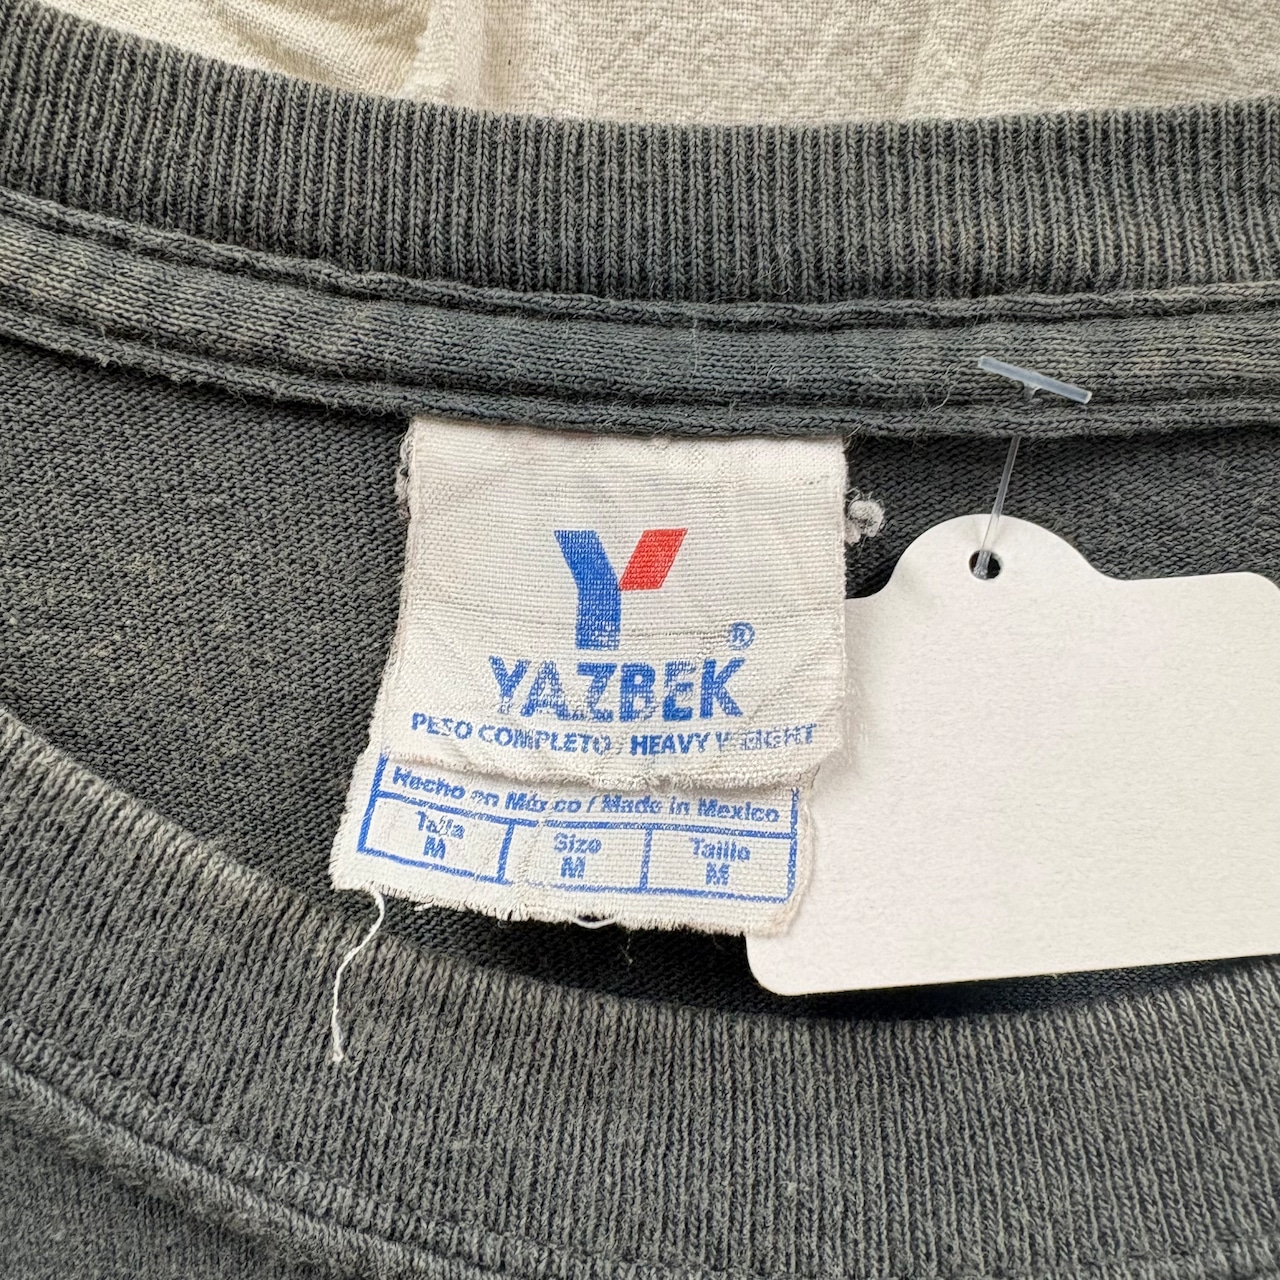 Y
®
YAZBEK
PESO COMPLETO / HEAVY WEIGHT
Hecho en México / Made in Mexico
Talla Size Taille
M M M